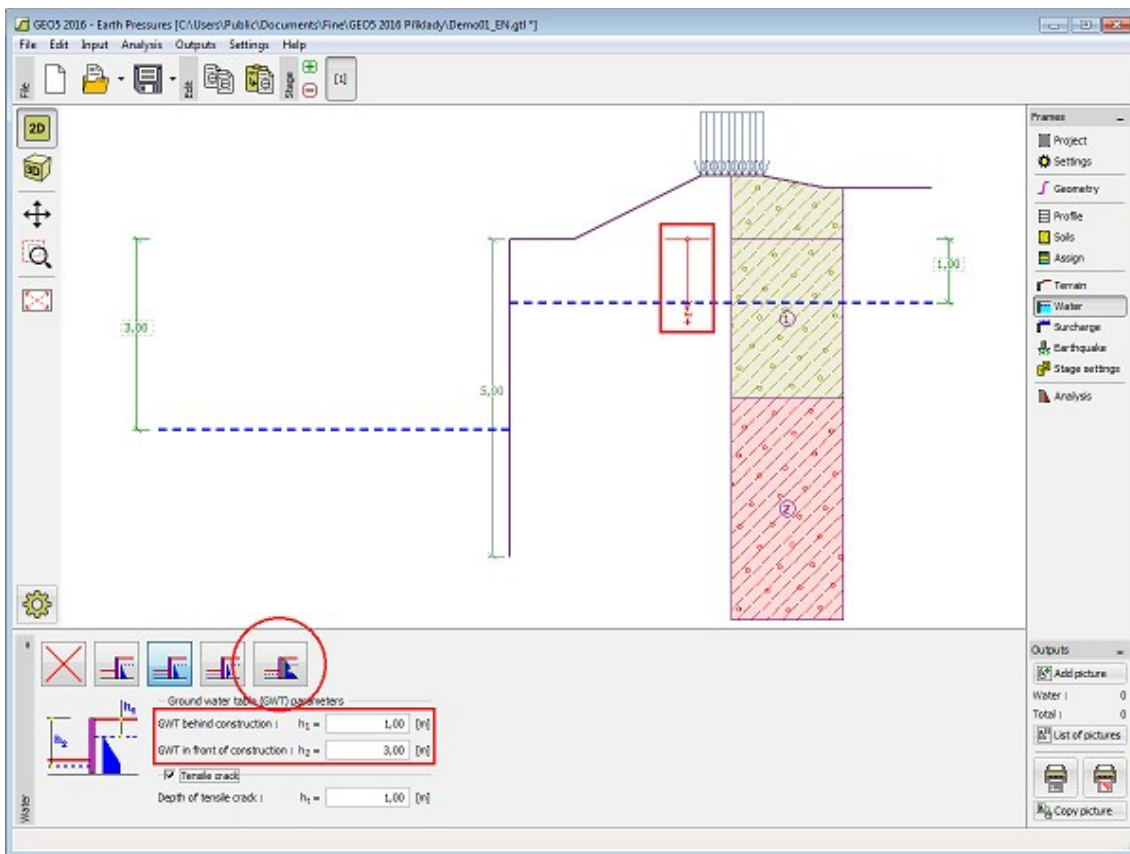 GEO5 2016 - Earth Pressures [C:\Users\Public\Documents\Fine\GEO5 2016 Příklady\Demo01_EN.gtl *]
File Edit Input Analysis Outputs Settings Help
File
Edit
Stage
[1]
2D
3D
3,00
5,00
1,00
+z
1
2
Frames
Project
Settings
Geometry
Profile
Soils
Assign
Terrain
Water
Surcharge
Earthquake
Stage settings
Analysis
Water
h1
h2
Ground water table (GWT) parameters
GWT behind construction : h1 = 1,00 [m]
GWT in front of construction : h2 = 3,00 [m]
Tensile crack
Depth of tensile crack : ht = 1,00 [m]
Outputs
Add picture
Water : 0
Total : 0
List of pictures
Copy picture